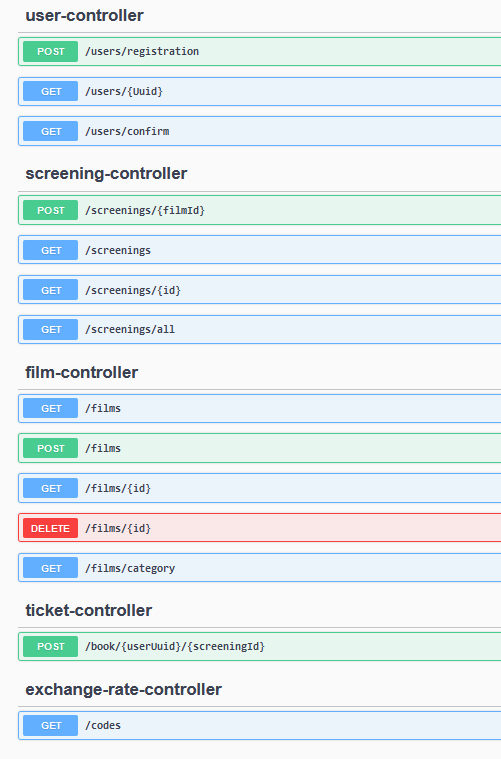 user-controller
POST /users/registration
GET /users/{Uuid}
GET /users/confirm
screening-controller
POST /screenings/{filmId}
GET /screenings
GET /screenings/{id}
GET /screenings/all
film-controller
GET /films
POST /films
GET /films/{id}
DELETE /films/{id}
GET /films/category
ticket-controller
POST /book/{userUuid}/{screeningId}
exchange-rate-controller
GET /codes